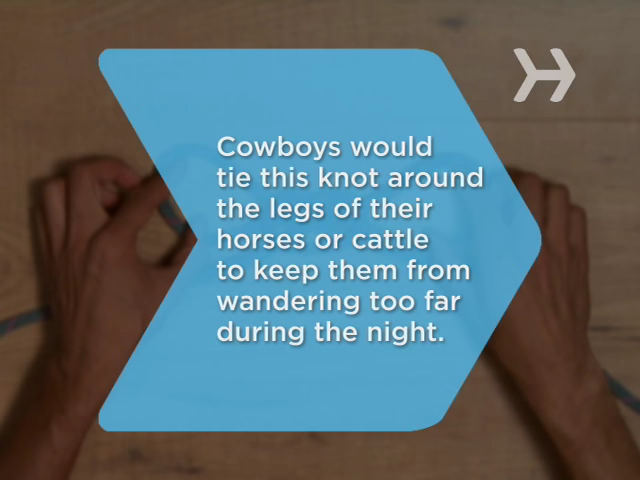 Cowboys would
tie this knot around
the legs of their
horses or cattle
to keep them from
wandering too far
during the night.